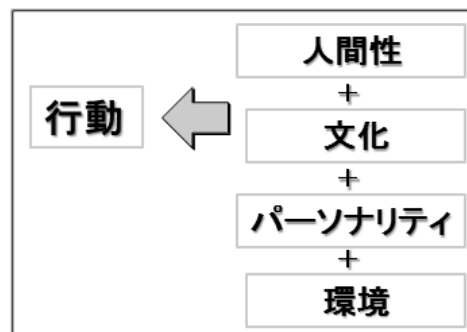 人間性
+
行動
文化
+
パーソナリティ
+
環境